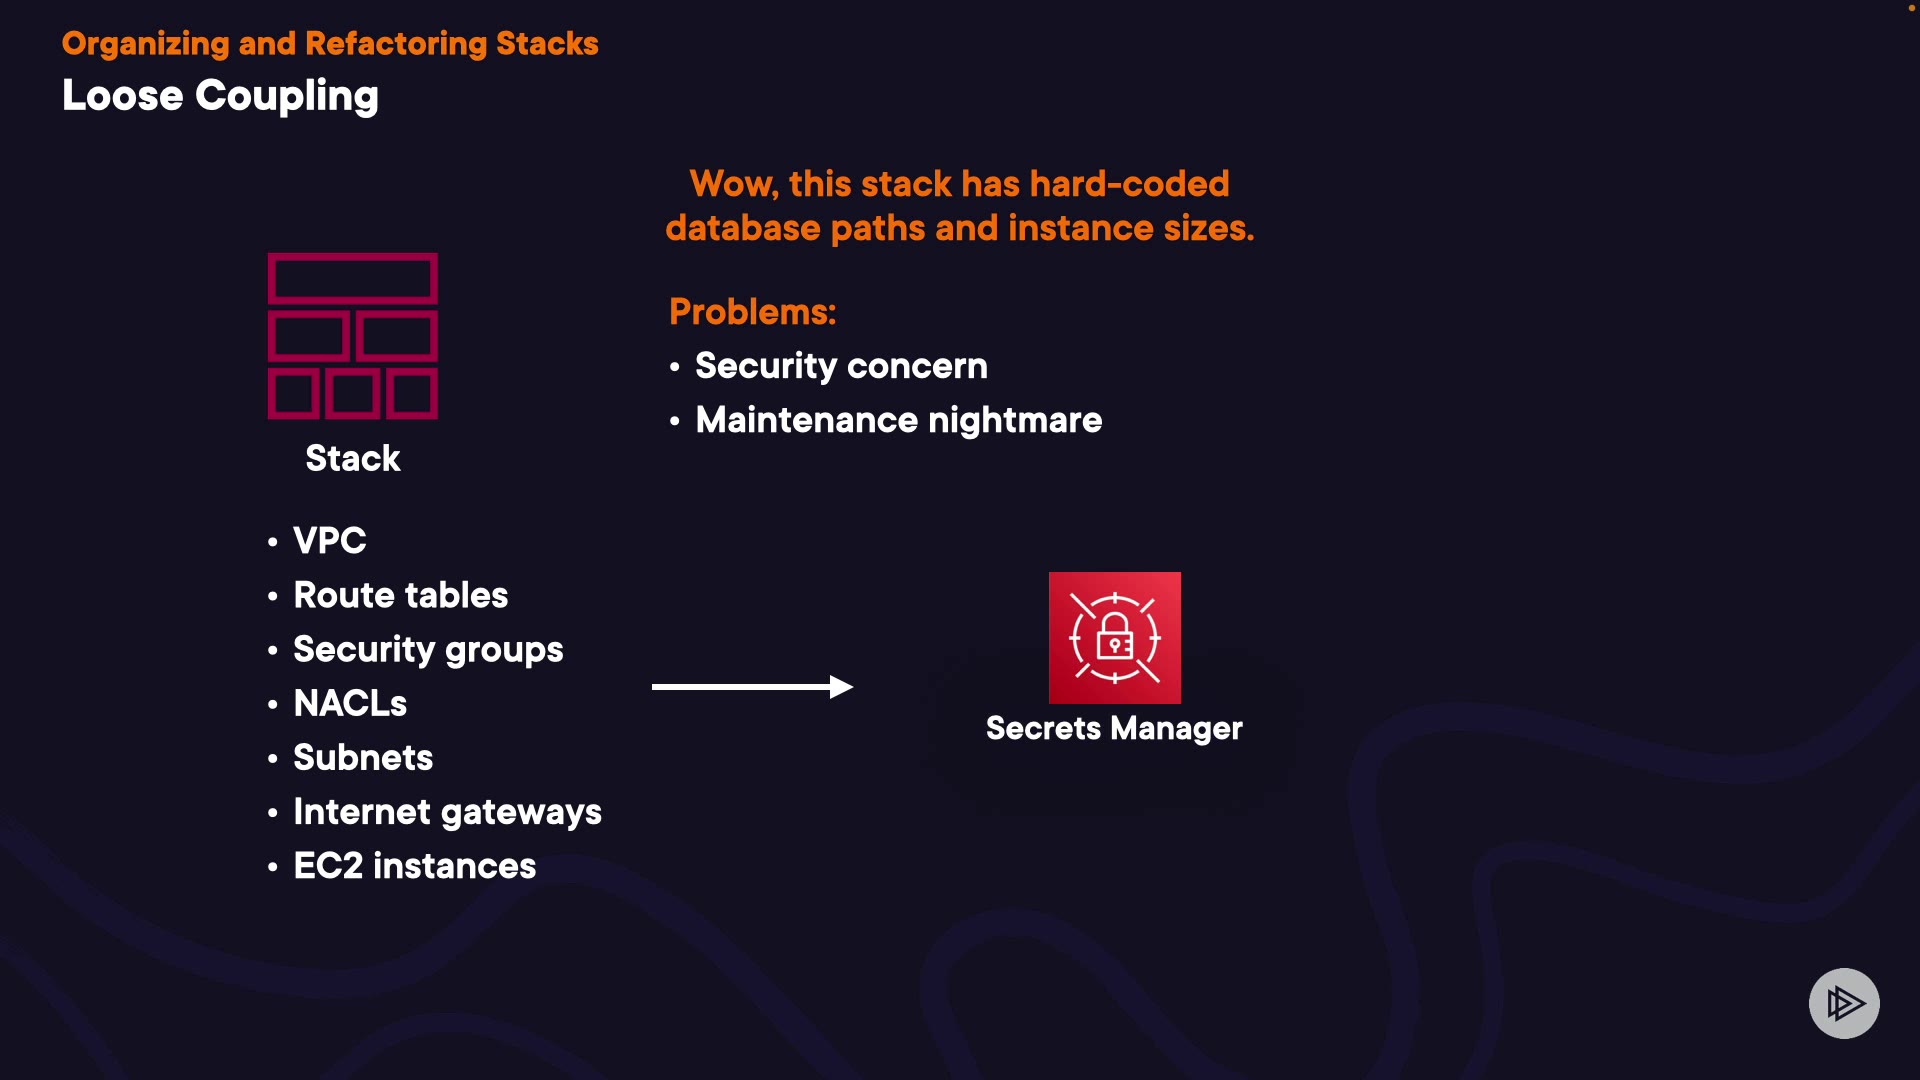 Organizing and Refactoring Stacks
Loose Coupling
Wow, this stack has hard-coded
database paths and instance sizes.
Problems:
• Security concern
• Maintenance nightmare
Stack
• VPC
• Route tables
• Security groups
• NACLs
• Subnets
• Internet gateways
• EC2 instances
Secrets Manager